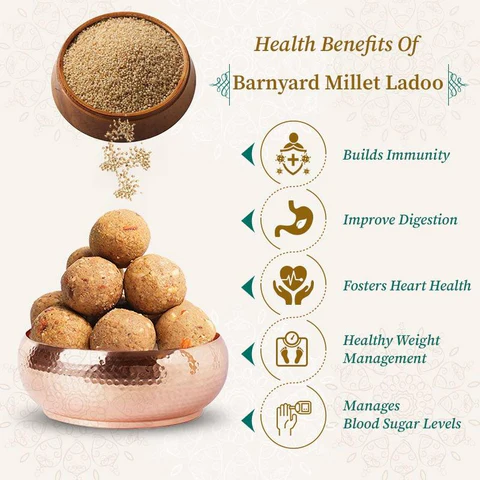 Health Benefits Of
Barnyard Millet Ladoo
Builds Immunity
Improve Digestion
Fosters Heart Health
Healthy Weight
Management
Manages
Blood Sugar Levels